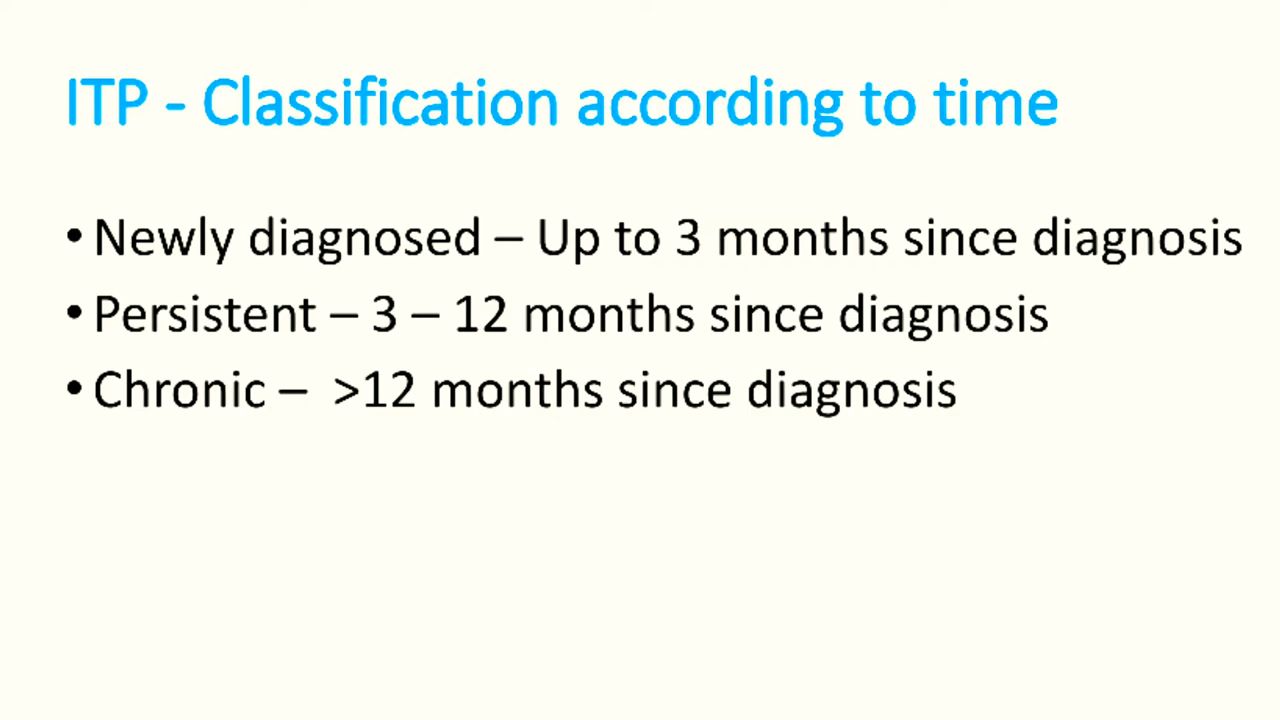 ITP - Classification according to time
• Newly diagnosed – Up to 3 months since diagnosis
• Persistent – 3 – 12 months since diagnosis
• Chronic –  >12 months since diagnosis